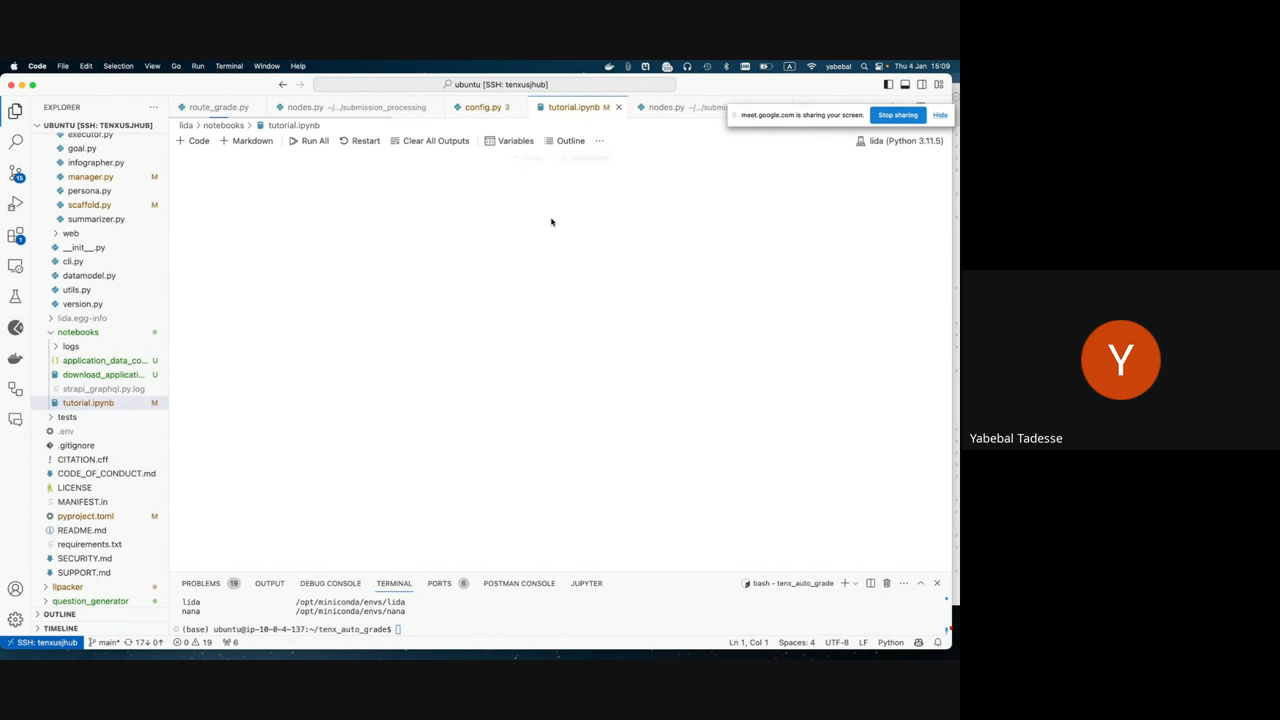 Code File Edit Selection View Go Run Terminal Window Help yabebal Thu 4 Jan 15:09
ubuntu [SSH: tenxusjhub]
EXPLORER
route_grade.py nodes.py ~/.../submission_processing config.py 3 tutorial.ipynb M nodes.py
meet.google.com is sharing your screen. Stop sharing Hide
UBUNTU [SSH: TENXUSJHUB]
lida > notebooks > tutorial.ipynb
+ Code + Markdown Run All Restart Clear All Outputs Variables Outline ... lida (Python 3.11.5)
executor.py
goal.py
infographer.py
manager.py M
persona.py
scaffold.py M
summarizer.py
web
__init__.py
cli.py
datamodel.py
utils.py
version.py
lida.egg-info
notebooks
logs
application_data_co... U
download_applicati... U
strapi_graphql.py.log
tutorial.ipynb M
tests
.env
.gitignore
CITATION.cff
CODE_OF_CONDUCT.md
LICENSE
MANIFEST.in
pyproject.toml M
README.md
requirements.txt
SECURITY.md
SUPPORT.md
llpacker
question_generator
OUTLINE
TIMELINE
PROBLEMS 19 OUTPUT DEBUG CONSOLE TERMINAL PORTS 6 POSTMAN CONSOLE JUPYTER bash - tenx_auto_grade
lida /opt/miniconda/envs/lida
nana /opt/miniconda/envs/nana
(base) ubuntu@ip-10-0-4-137:~/tenx_auto_grade$
SSH: tenxusjhub main* 17↓ 0↑ 0 19 6 Ln 1, Col 1 Spaces: 4 UTF-8 LF Python
15
1
Y
Yabebal Tadesse